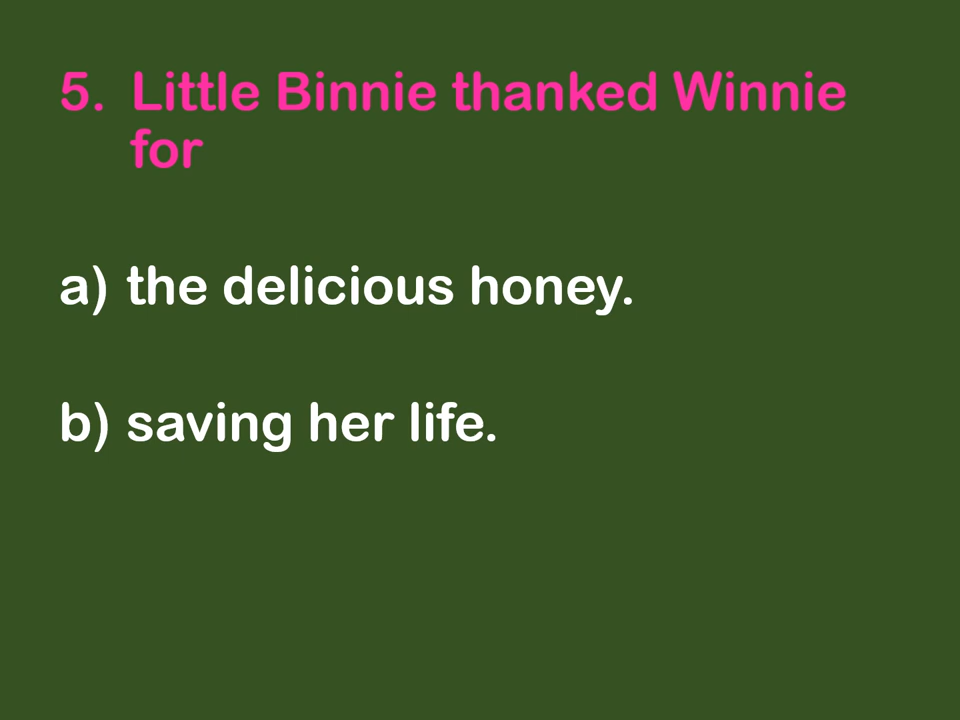 5. Little Binnie thanked Winnie
for
a) the delicious honey.
b) saving her life.